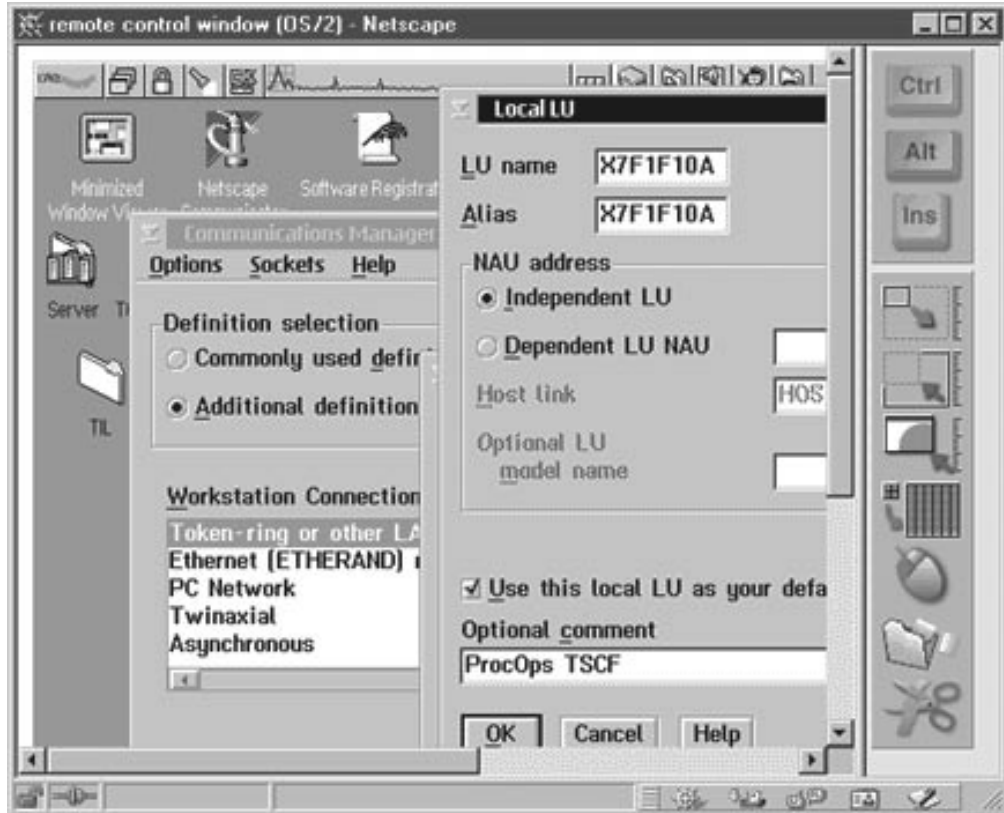 remote control window (OS/2) - Netscape
Ctrl
Alt
Ins
Minimized
Window
Netscape
Software Registrat
Server
TIL
Communications Manager
Options Sockets Help
Definition selection
Commonly used defin
Additional definition
Workstation Connection
Token-ring or other LA
Ethernet (ETHERAND)
PC Network
Twinaxial
Asynchronous
Local LU
LU name X7F1F10A
Alias X7F1F10A
NAU address
Independent LU
Dependent LU NAU
Host link HOS
Optional LU
model name
Use this local LU as your defa
Optional comment
ProcOps TSCF
OK Cancel Help